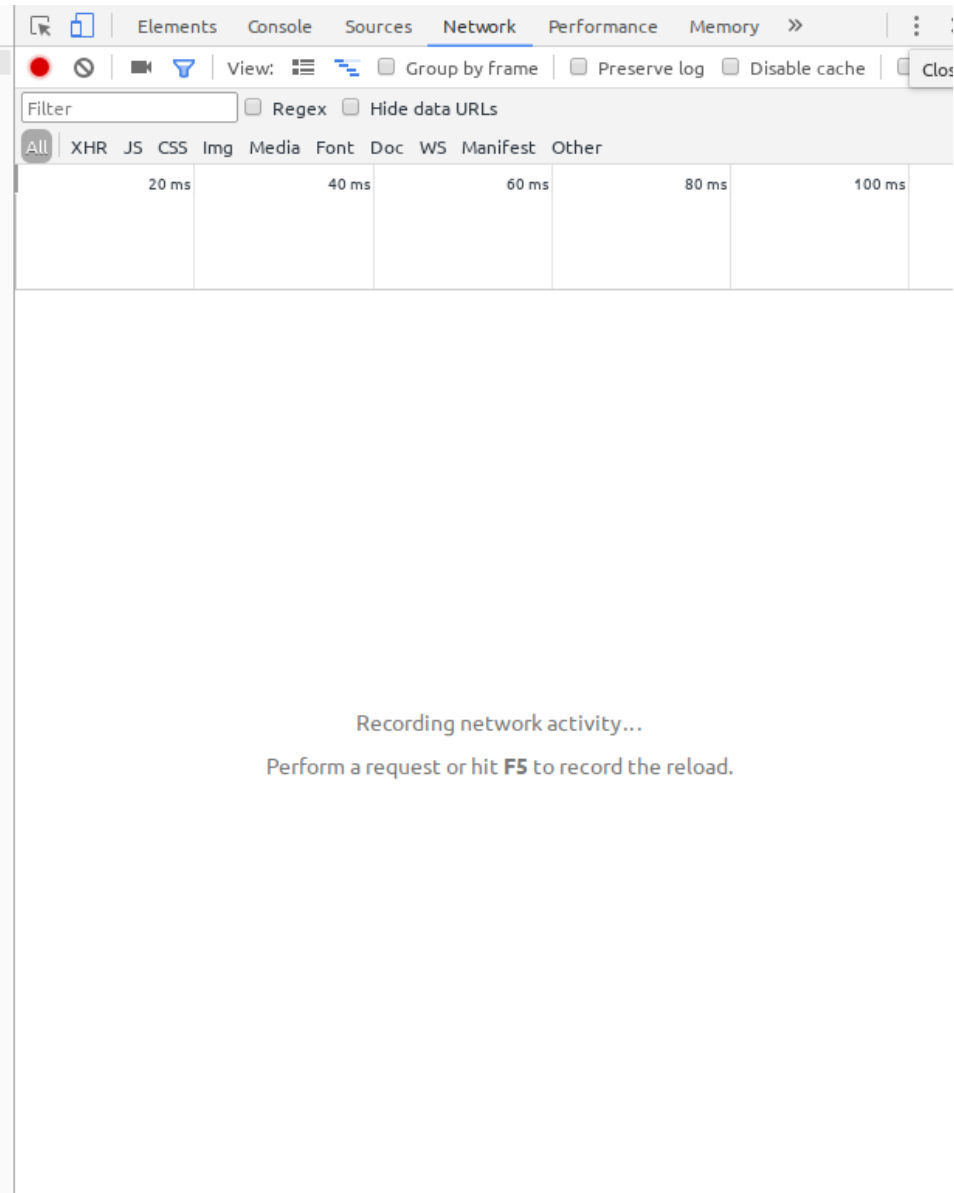 Elements Console Sources Network Performance Memory »
View: Group by frame Preserve log Disable cache
Filter Regex Hide data URLs
All XHR JS CSS Img Media Font Doc WS Manifest Other
20 ms 40 ms 60 ms 80 ms 100 ms
Recording network activity...
Perform a request or hit F5 to record the reload.